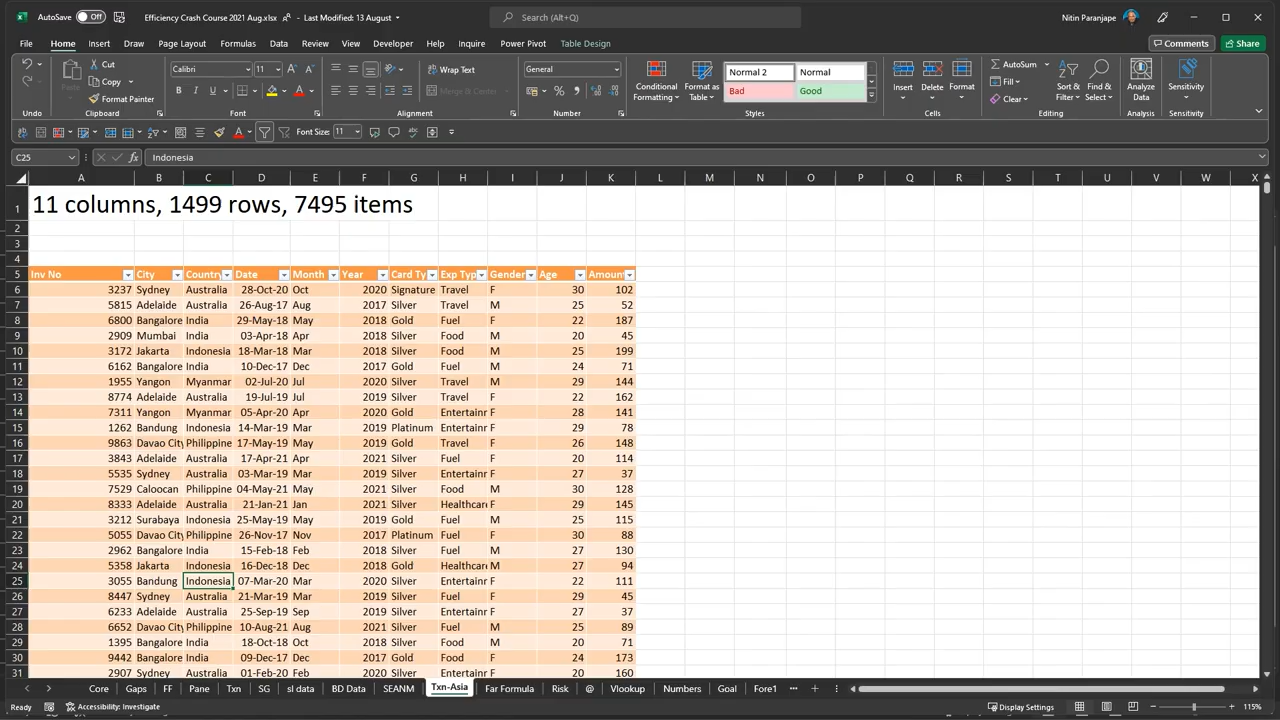 AutoSave Off Efficiency Crash Course 2021 Aug.xlsx Last Modified: 13 August Search (Alt+Q) Nitin Paranjape
File Home Insert Draw Page Layout Formulas Data Review View Developer Help Inquire Power Pivot Table Design Comments Share
Cut Calibri 11 Wrap Text General Normal 2 Normal AutoSum
Paste Copy Merge & Center Conditional Formatting Format as Table Bad Good Insert Delete Format Fill Sort & Filter Find & Select Analyze Data Sensitivity
Format Painter Clear
Undo Clipboard Font Alignment Number Styles Cells Editing Analysis Sensitivity
Font Size: 11
C25 Indonesia
A B C D E F G H I J K L M N O P Q R S T U V W X
1 11 columns, 1499 rows, 7495 items
2
3
4
5 Inv No City Country Date Month Year Card Ty Exp Typ Gender Age Amount
6 3237 Sydney Australia 28-Oct-20 Oct 2020 Signature Travel F 30 102
7 5815 Adelaide Australia 26-Aug-17 Aug 2017 Silver Travel M 25 52
8 6800 Bangalore India 29-May-18 May 2018 Gold Fuel F 22 187
9 2909 Mumbai India 03-Apr-18 Apr 2018 Silver Food M 20 45
10 3172 Jakarta Indonesia 18-Mar-18 Mar 2018 Silver Food M 25 199
11 6162 Bangalore India 10-Dec-17 Dec 2017 Gold Fuel M 24 71
12 1955 Yangon Myanmar 02-Jul-20 Jul 2020 Silver Travel M 29 144
13 8774 Adelaide Australia 19-Jul-19 Jul 2019 Silver Travel F 22 162
14 7311 Yangon Myanmar 05-Apr-20 Apr 2020 Gold Entertainr F 28 141
15 1262 Bandung Indonesia 14-Mar-19 Mar 2019 Platinum Entertainr F 29 78
16 9863 Davao City Philippine 17-May-19 May 2019 Gold Travel F 26 148
17 3843 Adelaide Australia 17-Apr-21 Apr 2021 Silver Fuel F 20 114
18 5535 Sydney Australia 03-Mar-19 Mar 2019 Silver Entertainr F 27 37
19 7529 Caloocan Philippine 04-May-21 May 2021 Silver Food M 30 128
20 8333 Adelaide Australia 21-Jan-21 Jan 2021 Silver Healthcare F 29 145
21 3212 Surabaya Indonesia 25-May-19 May 2019 Gold Fuel M 25 115
22 5055 Davao City Philippine 26-Nov-17 Nov 2017 Platinum Fuel F 30 88
23 2962 Bangalore India 15-Feb-18 Feb 2018 Silver Fuel M 27 130
24 5358 Jakarta Indonesia 16-Dec-18 Dec 2018 Gold Healthcare M 27 94
25 3055 Bandung Indonesia 07-Mar-20 Mar 2020 Silver Entertainr F 22 111
26 8447 Sydney Australia 21-Mar-19 Mar 2019 Silver Fuel F 29 45
27 6233 Adelaide Australia 25-Sep-19 Sep 2019 Silver Entertainr F 27 37
28 6652 Davao City Philippine 10-Aug-21 Aug 2021 Silver Fuel M 25 89
29 1395 Bangalore India 18-Oct-18 Oct 2018 Silver Food M 20 71
30 9442 Bangalore India 09-Dec-17 Dec 2017 Gold Fuel F 24 173
31 2907 Sydney Australia 01-Feb-20 Feb 2020 Silver Entertainr F 20 160
Core Gaps FF Pane Txn SG sl data BD Data SEANM Txn-Asia Far Formula Risk @ Vlookup Numbers Goal Fore1
Ready Accessibility: Investigate Display Settings 115%